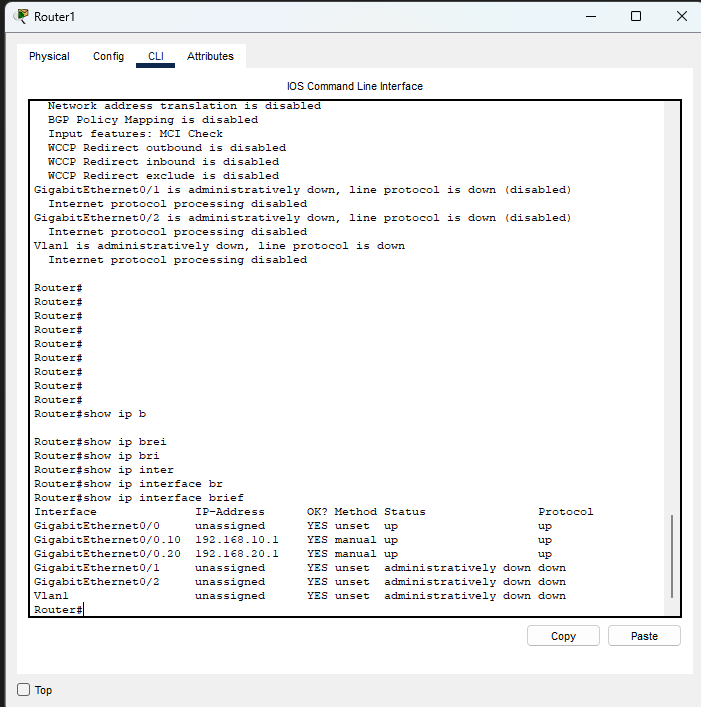 Router1
Physical Config CLI Attributes
IOS Command Line Interface
Network address translation is disabled
BGP Policy Mapping is disabled
Input features: MCI Check
WCCP Redirect outbound is disabled
WCCP Redirect inbound is disabled
WCCP Redirect exclude is disabled
GigabitEthernet0/1 is administratively down, line protocol is down (disabled)
Internet protocol processing disabled
GigabitEthernet0/2 is administratively down, line protocol is down (disabled)
Internet protocol processing disabled
Vlan1 is administratively down, line protocol is down
Internet protocol processing disabled
Router#
Router#
Router#
Router#
Router#
Router#
Router#
Router#
Router#
Router#show ip b
Router#show ip brei
Router#show ip bri
Router#show ip inter
Router#show ip interface br
Router#show ip interface brief
Interface IP-Address OK? Method Status Protocol
GigabitEthernet0/0 unassigned YES unset up up
GigabitEthernet0/0.10 192.168.10.1 YES manual up up
GigabitEthernet0/0.20 192.168.20.1 YES manual up up
GigabitEthernet0/1 unassigned YES unset administratively down down
GigabitEthernet0/2 unassigned YES unset administratively down down
Vlan1 unassigned YES unset administratively down down
Router#
Copy Paste
Top